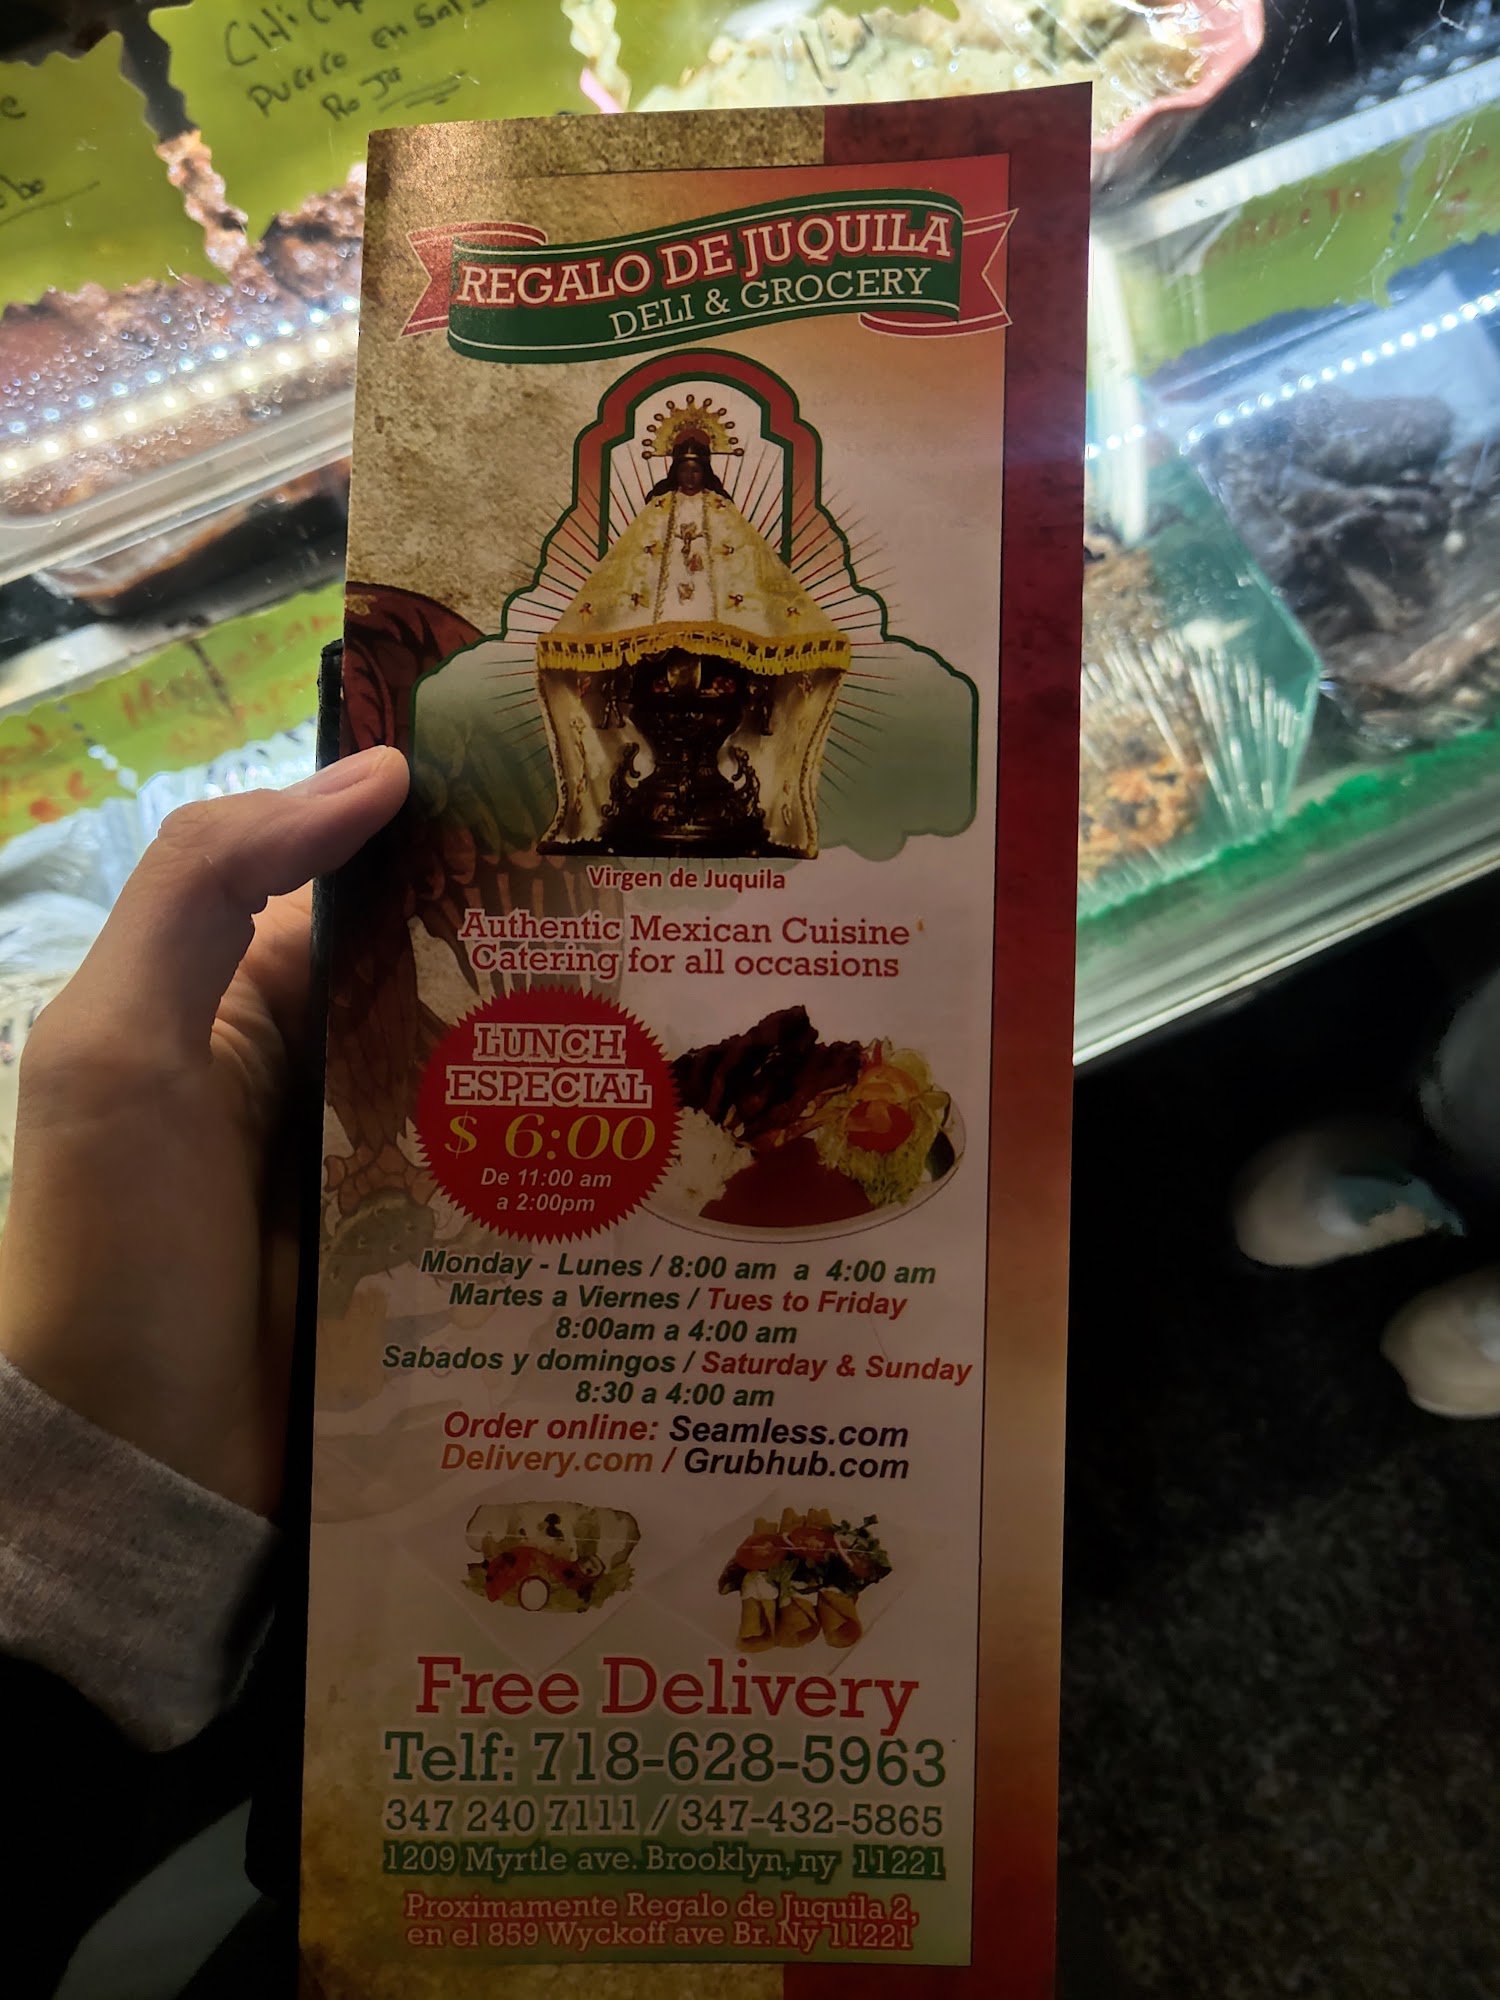 puerco en Salsa
Roja
REGALO DE JUQUILA
DELI & GROCERY
Virgen de Juquila
Authentic Mexican Cuisine
Catering for all occasions
LUNCH
ESPECIAL
$ 6:00
De 11:00 am
a 2:00pm
Monday - Lunes / 8:00 am a 4:00 am
Martes a Viernes / Tues to Friday
8:00am a 4:00 am
Sabados y domingos / Saturday & Sunday
8:30 a 4:00 am
Order online: Seamless.com
Delivery.com / Grubhub.com
Free Delivery
Telf: 718-628-5963
347 240 7111 / 347-432-5865
1209 Myrtle ave. Brooklyn, ny 11221
Proximamente Regalo de Juquila 2,
en el 859 Wyckoff ave Br. Ny 11221